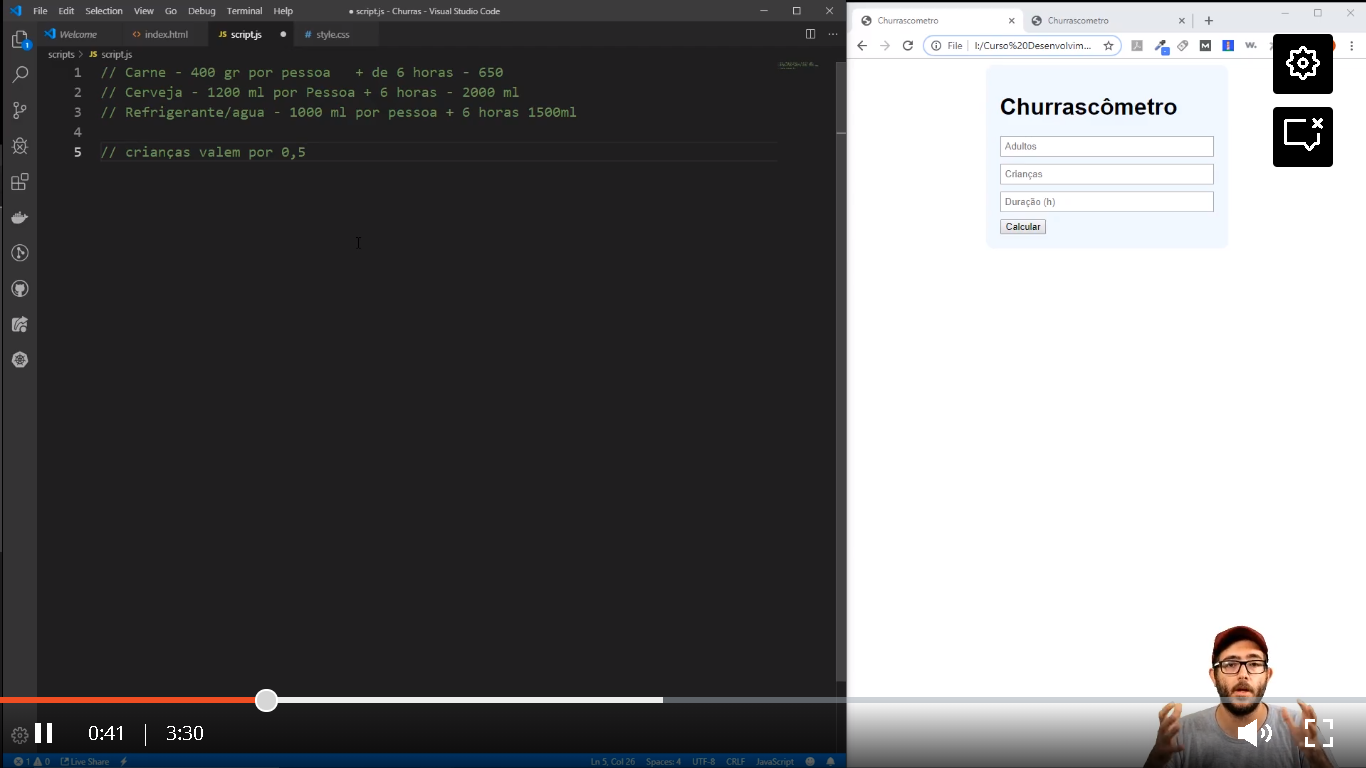 File Edit Selection View Go Debug Terminal Help
● script.js - Churras - Visual Studio Code
Welcome
<> index.html
JS script.js ●
# style.css
scripts > JS script.js
1 // Carne - 400 gr por pessoa + de 6 horas - 650
2 // Cerveja - 1200 ml por Pessoa + 6 horas - 2000 ml
3 // Refrigerante/agua - 1000 ml por pessoa + 6 horas 1500ml
4
5 // crianças valem por 0,5
Churrascometro
Churrascometro
File
I:/Curso%20Desenvolvim...
Churrascômetro
Adultos
Crianças
Duração (h)
Calcular
0:41 | 3:30
1 0
Live Share
Ln 5, Col 26 Spaces: 4 UTF-8 CRLF JavaScript